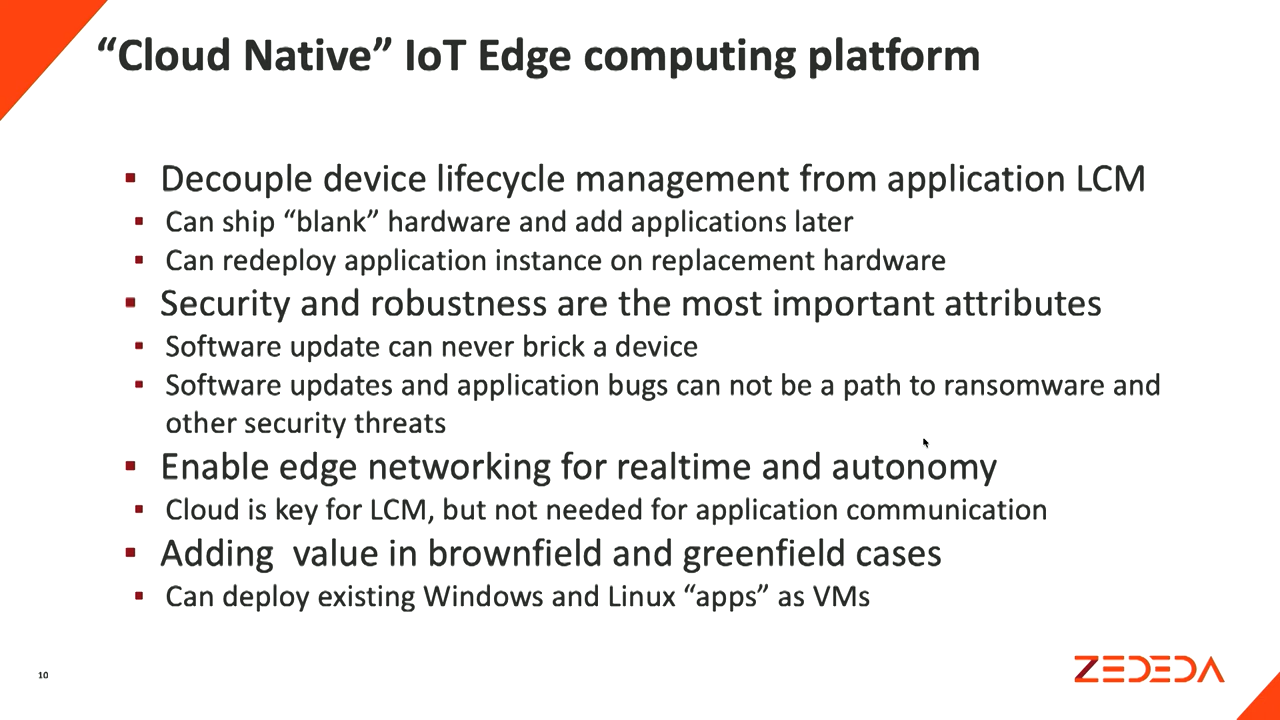 “Cloud Native” IoT Edge computing platform
▪ Decouple device lifecycle management from application LCM
▪ Can ship “blank” hardware and add applications later
▪ Can redeploy application instance on replacement hardware
▪ Security and robustness are the most important attributes
▪ Software update can never brick a device
▪ Software updates and application bugs can not be a path to ransomware and
other security threats
▪ Enable edge networking for realtime and autonomy
▪ Cloud is key for LCM, but not needed for application communication
▪ Adding  value in brownfield and greenfield cases
▪ Can deploy existing Windows and Linux “apps” as VMs
10
ZEDEDA